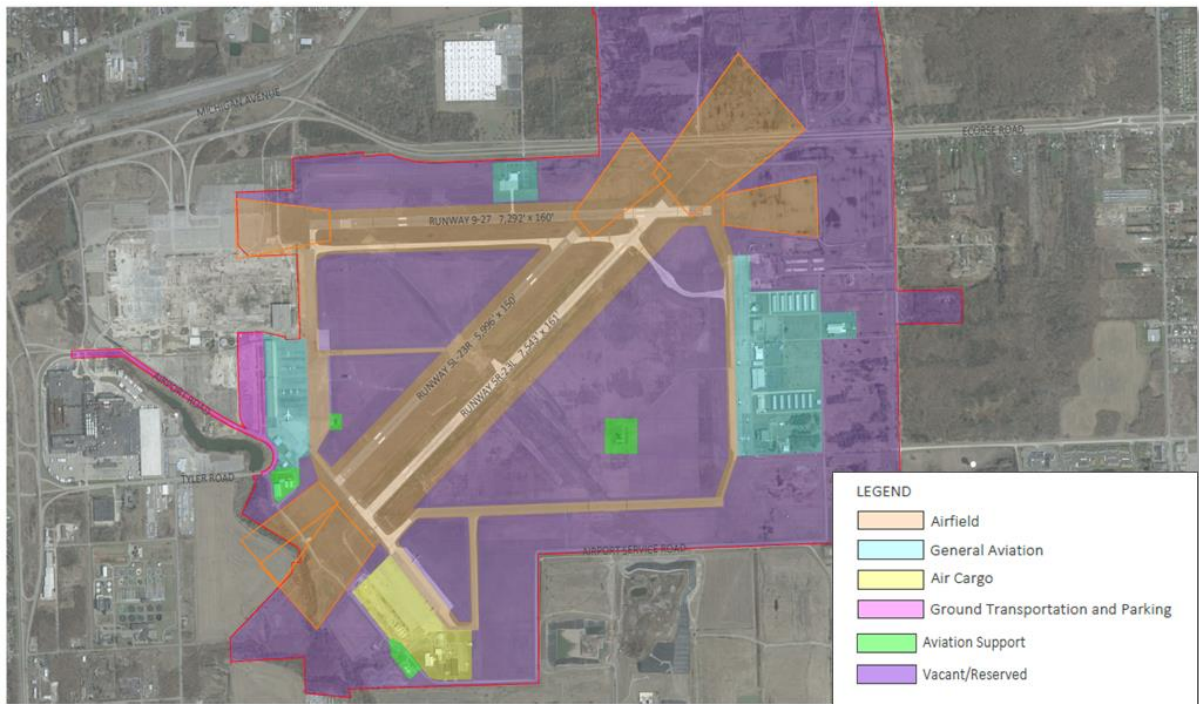 MICHIGAN AVENUE
ECORSE ROAD
RUNWAY 9-27 7,292' x 160'
RUNWAY 5L-23R 5,996' x 150'
RUNWAY 5R-23L 7,543' x 161'
AIRPORT ROAD
TYLER ROAD
AIRPORT SERVICE ROAD
LEGEND
Airfield
General Aviation
Air Cargo
Ground Transportation and Parking
Aviation Support
Vacant/Reserved